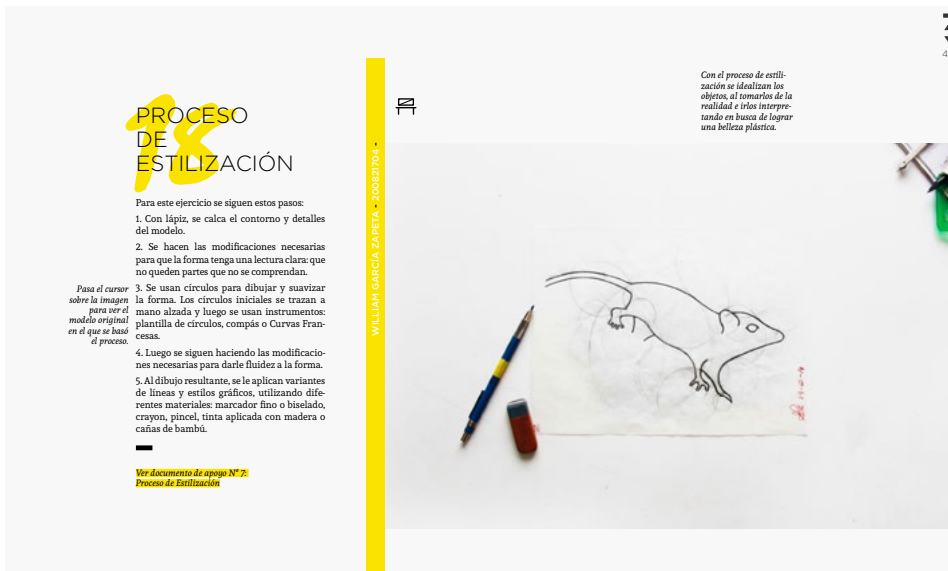 18
PROCESO
DE
ESTILIZACIÓN
Para este ejercicio se siguen estos pasos:
1. Con lápiz, se calca el contorno y detalles
del modelo.
2. Se hacen las modificaciones necesarias
para que la forma tenga una lectura clara: que
no queden partes que no se comprendan.
3. Se usan círculos para dibujar y suavizar
la forma. Los círculos iniciales se trazan a
mano alzada y luego se usan instrumentos:
plantilla de círculos, compás o Curvas Fran-
cesas.
4. Luego se siguen haciendo las modificacio-
nes necesarias para darle fluidez a la forma.
5. Al dibujo resultante, se le aplican variantes
de líneas y estilos gráficos, utilizando dife-
rentes materiales: marcador fino o biselado,
crayon, pincel, tinta aplicada con madera o
cañas de bambú.
Ver documento de apoyo N° 7:
Proceso de Estilización
Pasa el cursor
sobre la imagen
para ver el
modelo original
en el que se basó
el proceso.
WILLIAM GARCÍA ZAPETA - 200821704 -
Con el proceso de estili-
zación se idealizan los
objetos, al tomarlos de la
realidad e irlos interpre-
tando en busca de lograr
una belleza plástica.
4